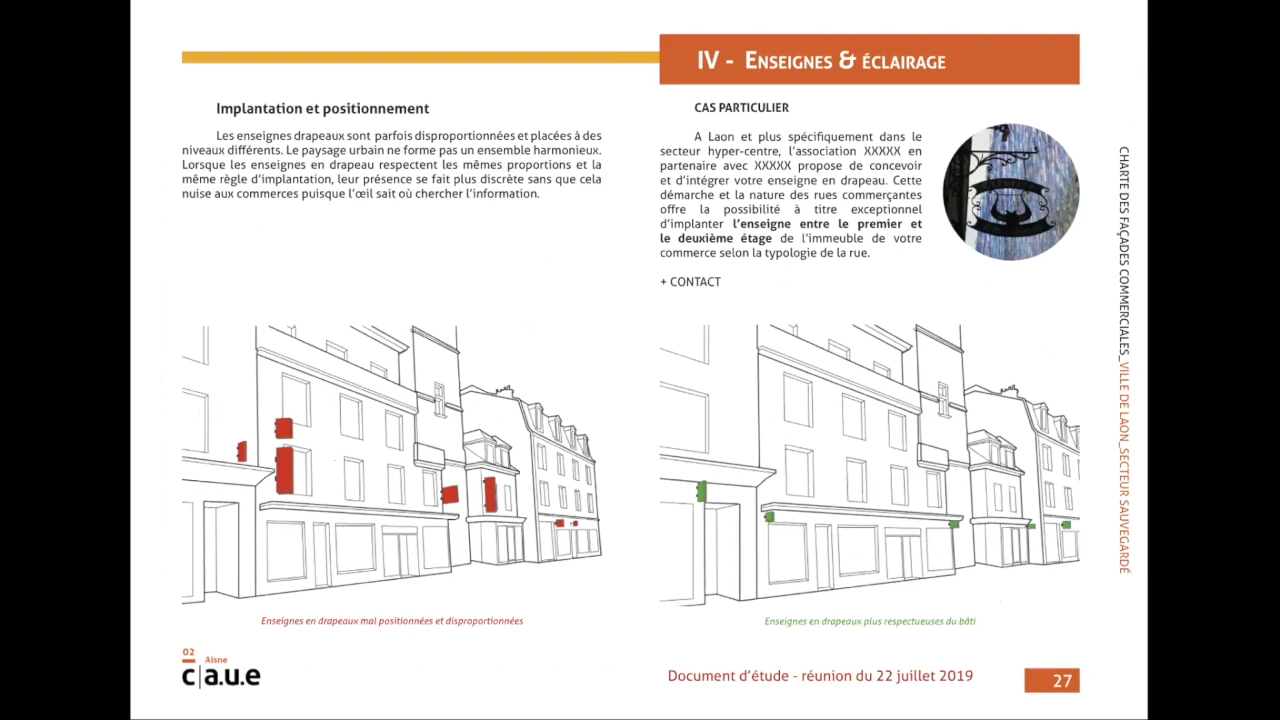 IV - Enseignes & éclairage
Implantation et positionnement
Les enseignes drapeaux sont parfois disproportionnées et placées à des
niveaux différents. Le paysage urbain ne forme pas un ensemble harmonieux.
Lorsque les enseignes en drapeau respectent les mêmes proportions et la
même règle d'implantation, leur présence se fait plus discrète sans que cela
nuise aux commerces puisque l'œil sait où chercher l'information.
CAS PARTICULIER
A Laon et plus spécifiquement dans le
secteur hyper-centre, l'association XXXXX en
partenaire avec XXXXX propose de concevoir
et d'intégrer votre enseigne en drapeau. Cette
démarche et la nature des rues commerçantes
offre la possibilité à titre exceptionnel
d'implanter l'enseigne entre le premier et
le deuxième étage de l'immeuble de votre
commerce selon la typologie de la rue.
+ CONTACT
CHARTE DES FAÇADES COMMERCIALES_VILLE DE LAON_SECTEUR SAUVEGARDÉ
Enseignes en drapeaux mal positionnées et disproportionnées
Enseignes en drapeaux plus respectueuses du bâti
02
Aisne
c|a.u.e
Document d'étude - réunion du 22 juillet 2019
27